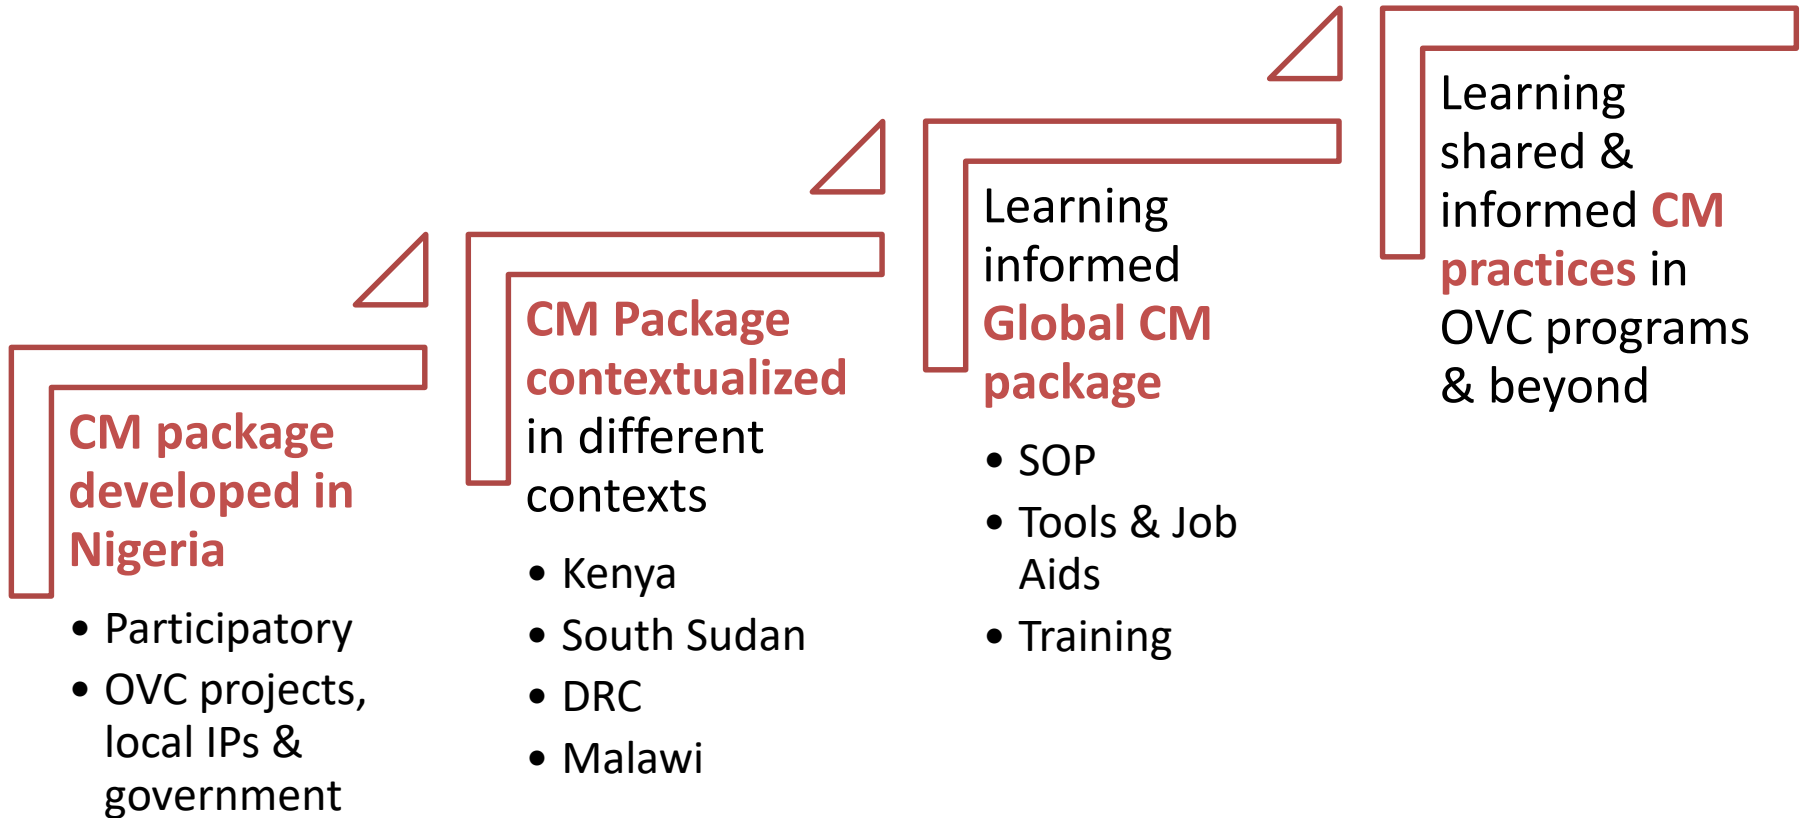 CM package
developed in
Nigeria
• Participatory
• OVC projects,
local IPs &
government
CM Package
contextualized
in different
contexts
• Kenya
• South Sudan
• DRC
• Malawi
Learning
informed
Global CM
package
• SOP
• Tools & Job
Aids
• Training
Learning
shared &
informed CM
practices in
OVC programs
& beyond